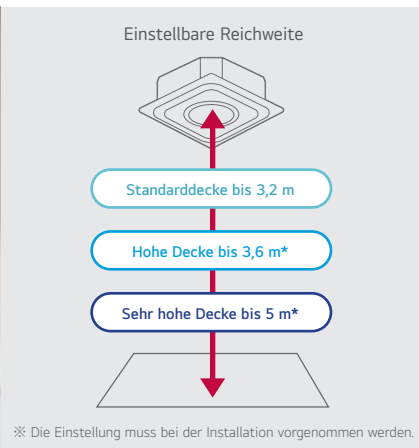 Einstellbare Reichweite
Standarddecke bis 3,2 m
Hohe Decke bis 3,6 m*
Sehr hohe Decke bis 5 m*
※ Die Einstellung muss bei der Installation vorgenommen werden.